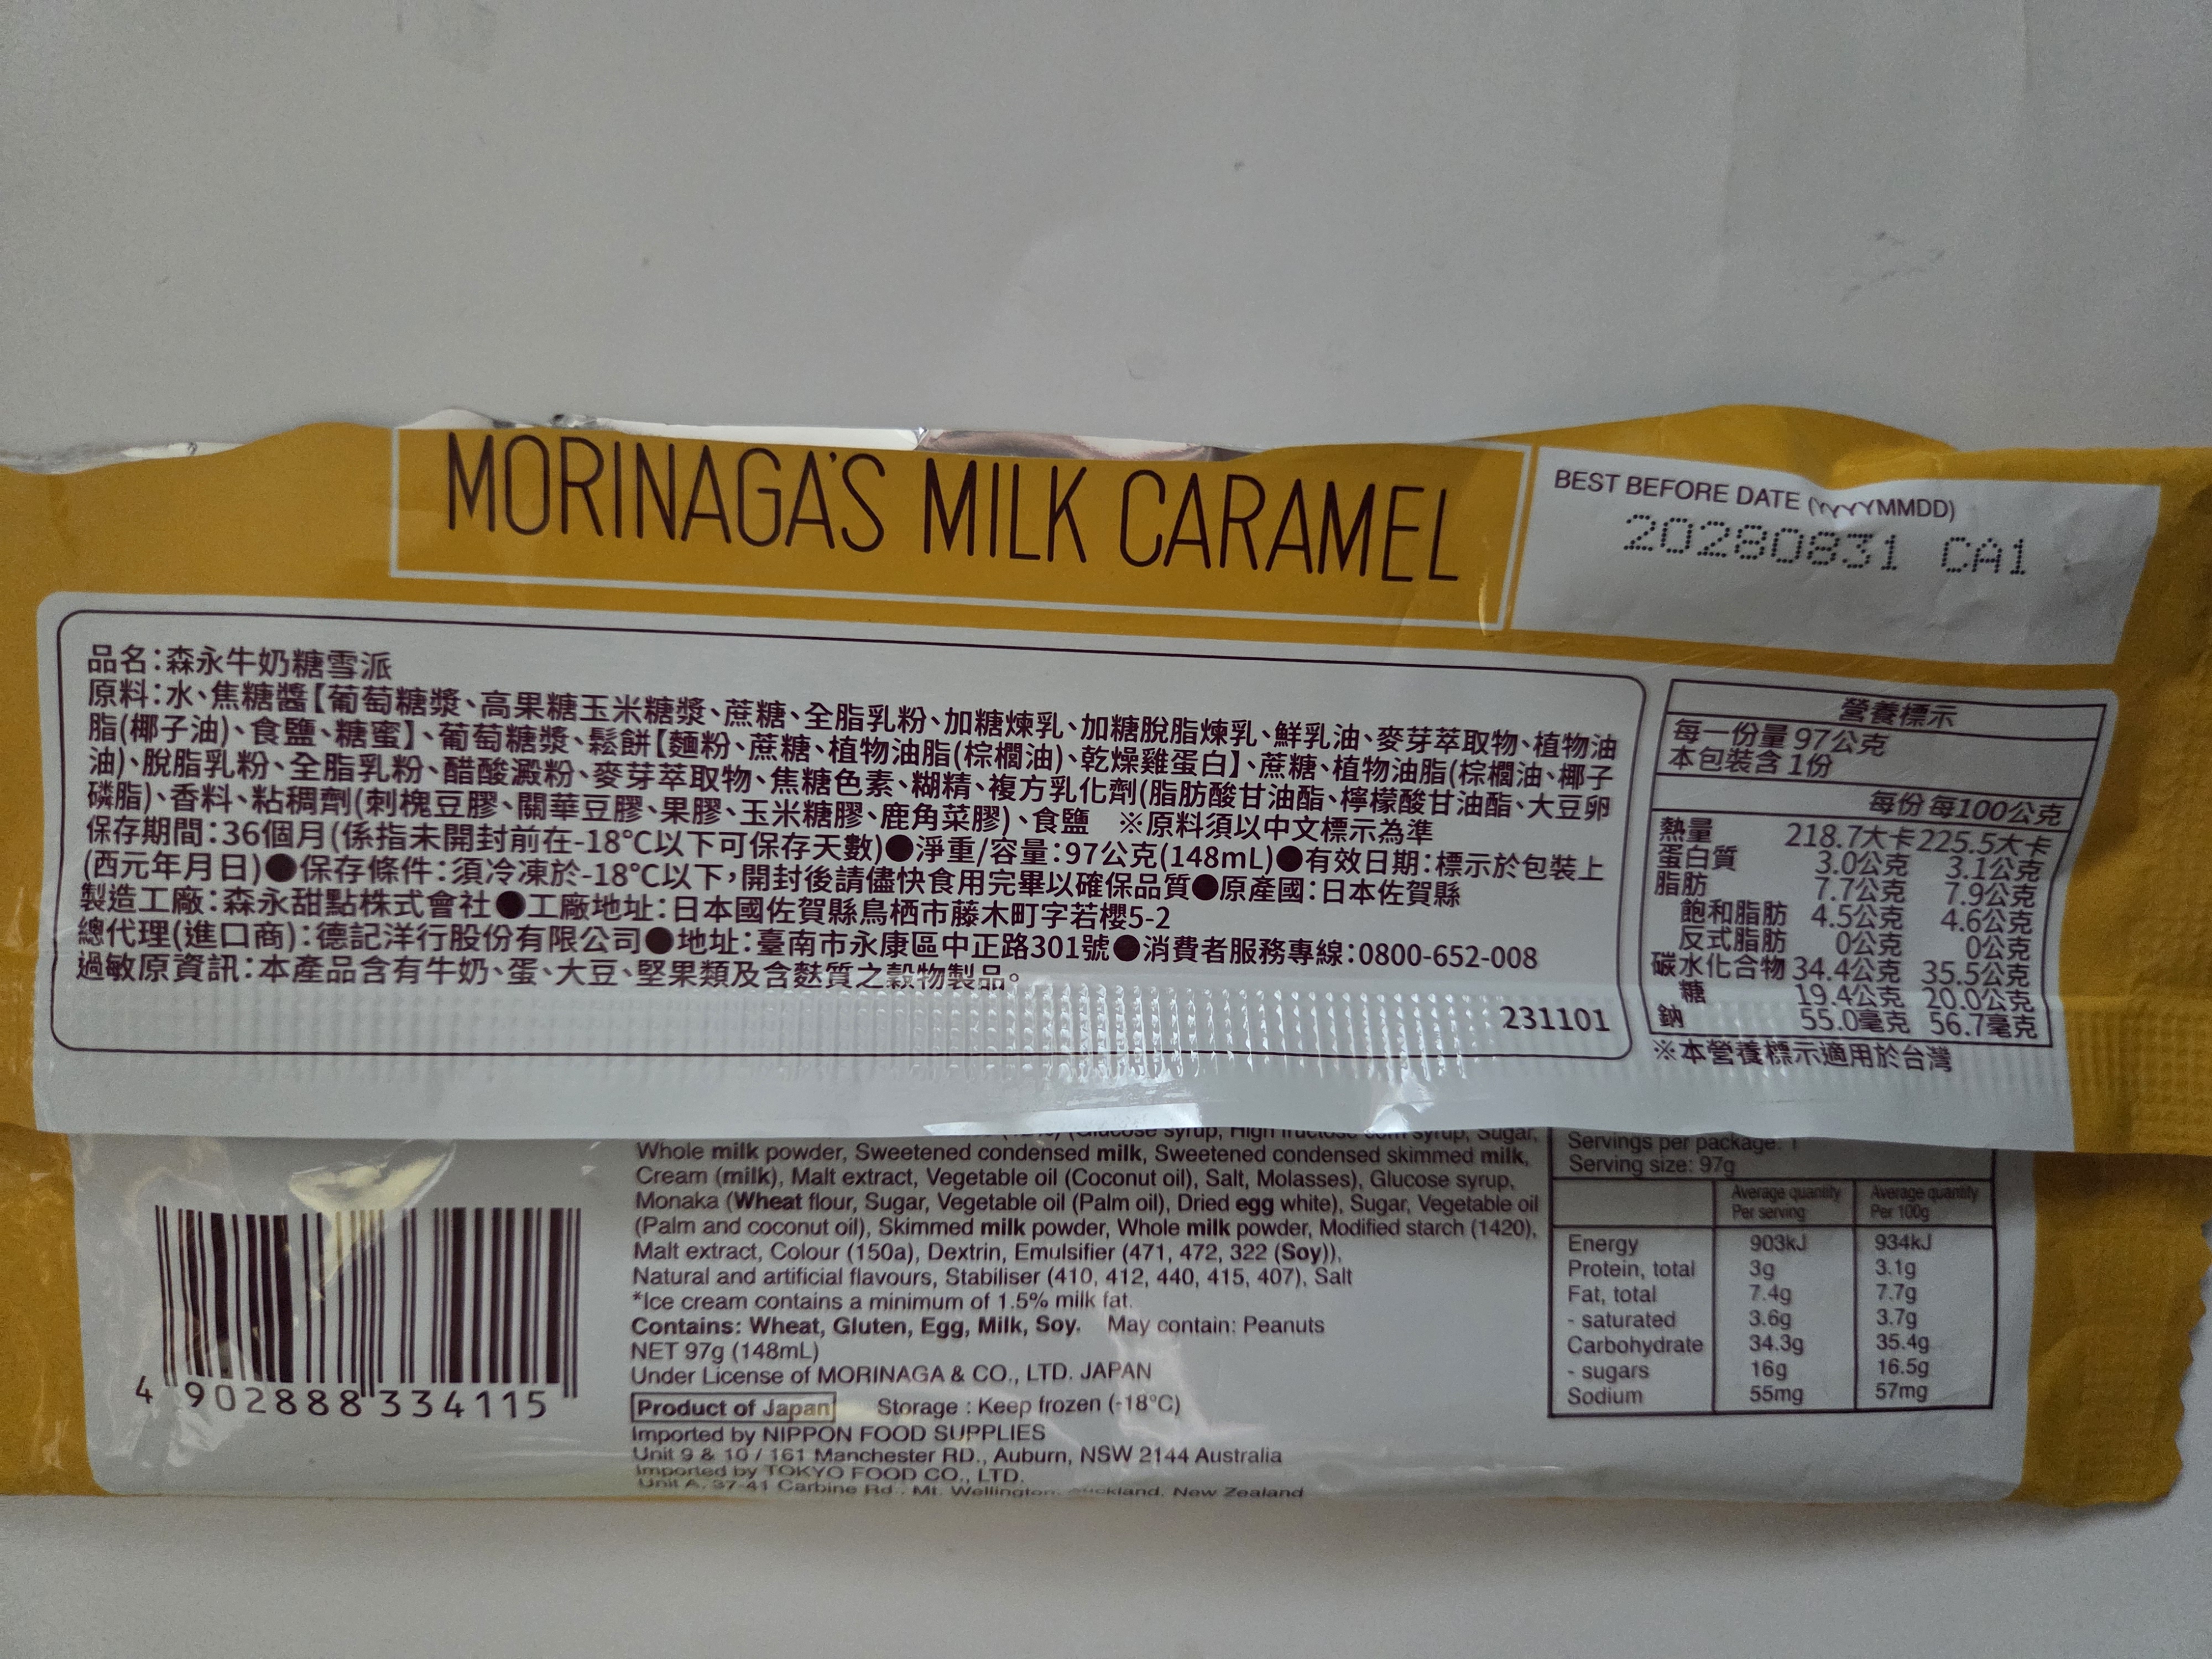 MORINAGA'S MILK CARAMEL
BEST BEFORE DATE (YYYYMMDD)
20280831 CA1
品名:森永牛奶糖雪派
原料:水、焦糖醬【葡萄糖漿、高果糖玉米糖漿、蔗糖、全脂乳粉、加糖煉乳、加糖脫脂煉乳、鮮乳油、麥芽萃取物、植物油
脂(椰子油)、食鹽、糖蜜】、葡萄糖漿、鬆餅【麵粉、蔗糖、植物油脂(棕櫚油)、乾燥雞蛋白】、蔗糖、植物油脂(棕櫚油、椰子
油)、脫脂乳粉、全脂乳粉、醋酸澱粉、麥芽萃取物、焦糖色素、糊精、複方乳化劑(脂肪酸甘油酯、檸檬酸甘油酯、大豆卵
磷脂)、香料、粘稠劑(刺槐豆膠、關華豆膠、果膠、玉米糖膠、鹿角菜膠)、食鹽 ※原料須以中文標示為準
保存期間:36個月(係指未開封前在-18℃以下可保存天數)●淨重/容量:97公克(148mL)●有效日期:標示於包裝上
(西元年月日)●保存條件:須冷凍於-18℃以下,開封後請儘快食用完畢以確保品質●原產國:日本佐賀縣
製造工廠:森永甜點株式會社●工廠地址:日本國佐賀縣鳥栖市藤木町字若櫻5-2
總代理(進口商):德記洋行股份有限公司●地址:臺南市永康區中正路301號●消費者服務專線:0800-652-008
過敏原資訊:本產品含有牛奶、蛋、大豆、堅果類及含麩質之穀物製品。
231101
營養標示
每一份量 97公克
本包裝含 1份
每份 每100公克
熱量 218.7大卡 225.5大卡
蛋白質 3.0公克 3.1公克
脂肪 7.7公克 7.9公克
飽和脂肪 4.5公克 4.6公克
反式脂肪 0公克 0公克
碳水化合物 34.4公克 35.5公克
糖 19.4公克 20.0公克
鈉 55.0毫克 56.7毫克
※本營養標示適用於台灣
syrup, High fructose corn syrup, Sugar,
Whole milk powder, Sweetened condensed milk, Sweetened condensed skimmed milk,
Cream (milk), Malt extract, Vegetable oil (Coconut oil), Salt, Molasses), Glucose syrup,
Monaka (Wheat flour, Sugar, Vegetable oil (Palm oil), Dried egg white), Sugar, Vegetable oil
(Palm and coconut oil), Skimmed milk powder, Whole milk powder, Modified starch (1420),
Malt extract, Colour (150a), Dextrin, Emulsifier (471, 472, 322 (Soy)),
Natural and artificial flavours, Stabiliser (410, 412, 440, 415, 407), Salt
*Ice cream contains a minimum of 1.5% milk fat.
Contains: Wheat, Gluten, Egg, Milk, Soy. May contain: Peanuts
NET 97g (148mL)
Under License of MORINAGA & CO., LTD. JAPAN
Product of Japan Storage : Keep frozen (-18°C)
Imported by NIPPON FOOD SUPPLIES
Unit 9 & 10 / 161 Manchester RD., Auburn, NSW 2144 Australia
Imported by TOKYO FOOD CO., LTD.
Unit A, 37-41 Carbine Rd., Mt. Wellington, Auckland, New Zealand
4 902888 334115
Servings per package: 1
Serving size: 97g
Average quantity Average quantity
Per serving Per 100g
Energy 903kJ 934kJ
Protein, total 3g 3.1g
Fat, total 7.4g 7.7g
- saturated 3.6g 3.7g
Carbohydrate 34.3g 35.4g
- sugars 16g 16.5g
Sodium 55mg 57mg